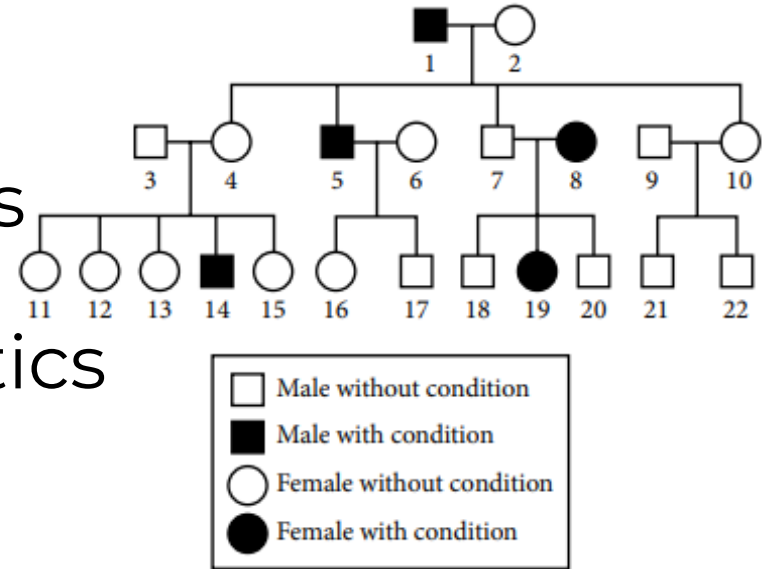 1 2
3 4 5 6 7 8 9 10
s
11 12 13 14 15 16 17 18 19 20 21 22
tics
Male without condition
Male with condition
Female without condition
Female with condition